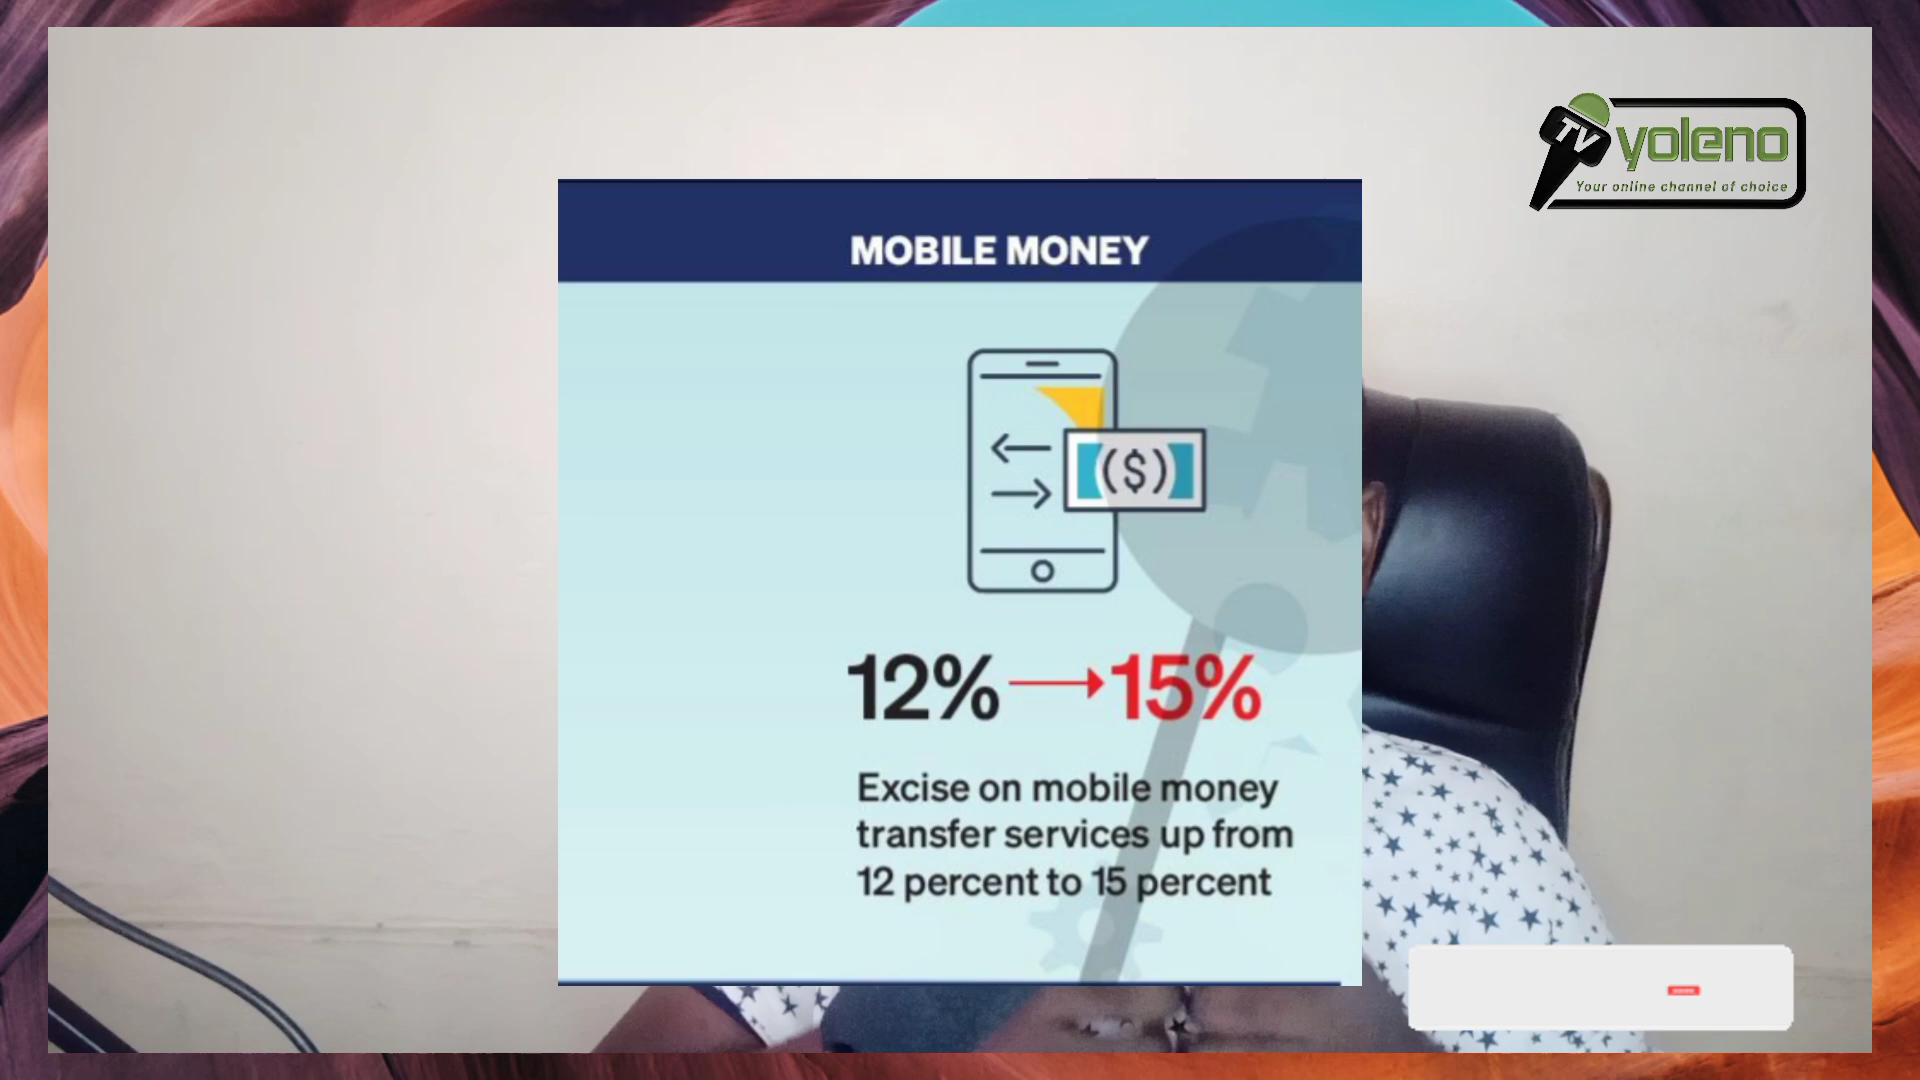 TV yoleno
Your online channel of choice
MOBILE MONEY
($)
12% → 15%
Excise on mobile money
transfer services up from
12 percent to 15 percent